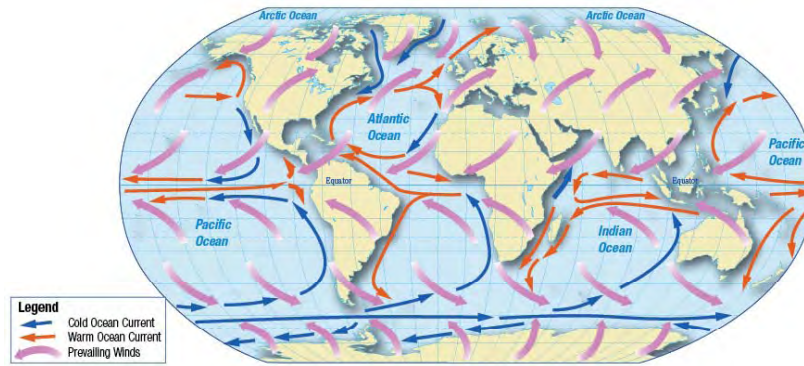 Arctic Ocean
Arctic Ocean
Atlantic
Ocean
Pacific
Ocean
Equator
Equator
Pacific
Ocean
Indian
Ocean
Legend
Cold Ocean Current
Warm Ocean Current
Prevailing Winds